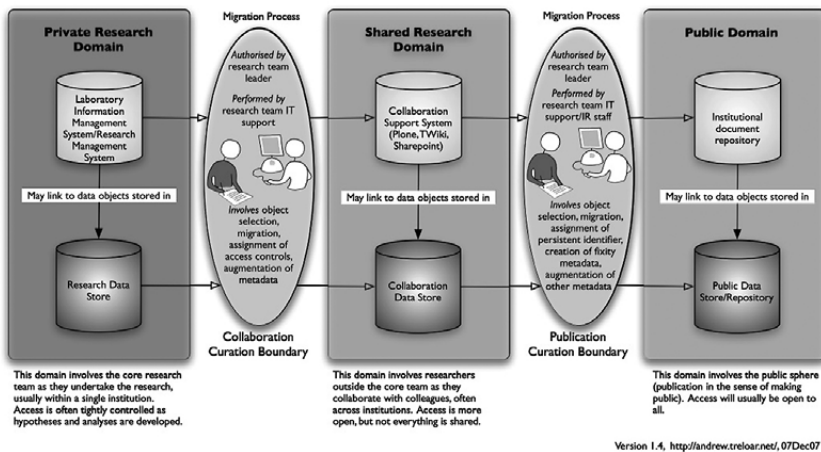 Private Research
Domain
Laboratory
Information
Management
System/Research
Management
System
May link to data objects stored in
Research Data
Store
This domain involves the core research
team as they undertake the research,
usually within a single institution.
Access is often tightly controlled as
hypotheses and analyses are developed.
Migration Process
Authorised by
research team
leader
Performed by
research team IT
support
Involves object
selection,
migration,
assignment of
access controls,
augmentation of
metadata
Collaboration
Curation Boundary
Shared Research
Domain
Collaboration
Support System
(Plone, TWiki,
Sharepoint)
May link to data objects stored in
Collaboration
Data Store
This domain involves researchers
outside the core team as they
collaborate with colleagues, often
across institutions. Access is more
open, but not everything is shared.
Migration Process
Authorised by
research team
leader
Performed by
research team IT
support/IR staff
Involves object
selection, migration,
assignment of
persistent identifier,
creation of fixity
metadata,
augmentation of
other metadata
Publication
Curation Boundary
Public Domain
Institutional
document
repository
May link to data objects stored in
Public Data
Store/Repository
This domain involves the public sphere
(publication in the sense of making
public). Access will usually be open to
all.
Version 1.4, http://andrew.treloar.net/, 07Dec07